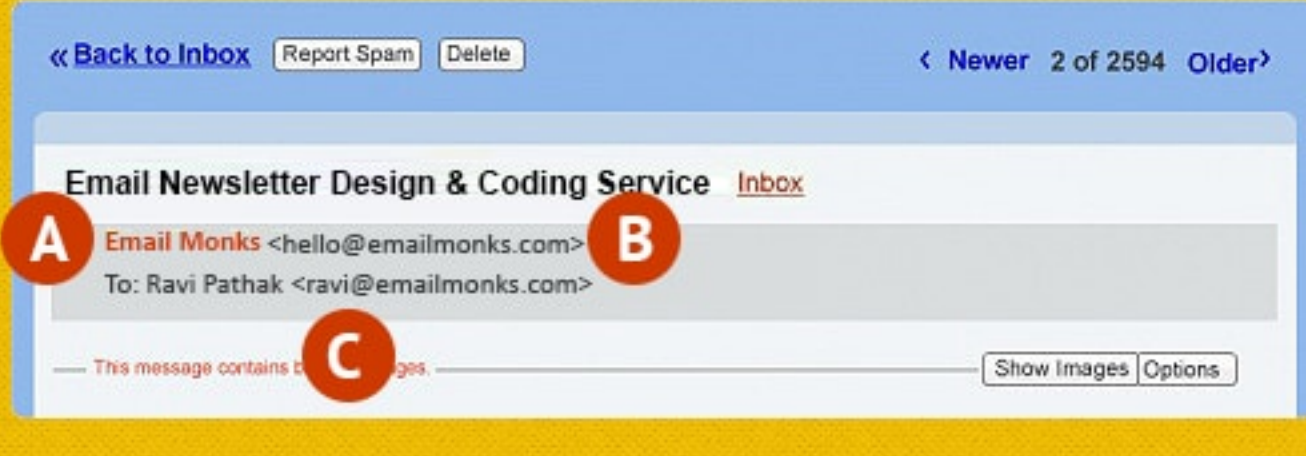 « Back to Inbox Report Spam Delete ‹ Newer 2 of 2594 Older ›
Email Newsletter Design & Coding Service Inbox
A Email Monks <hello@emailmonks.com> B
To: Ravi Pathak <ravi@emailmonks.com>
C
This message contains Show Images Options